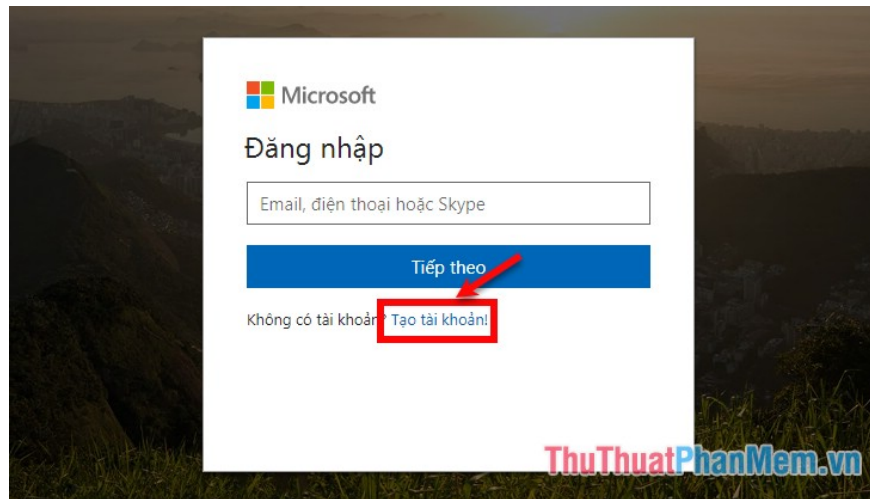 Microsoft
Đăng nhập
Email, điện thoại hoặc Skype
Tiếp theo
Không có tài khoản? Tạo tài khoản!
ThuThuatPhanMem.vn